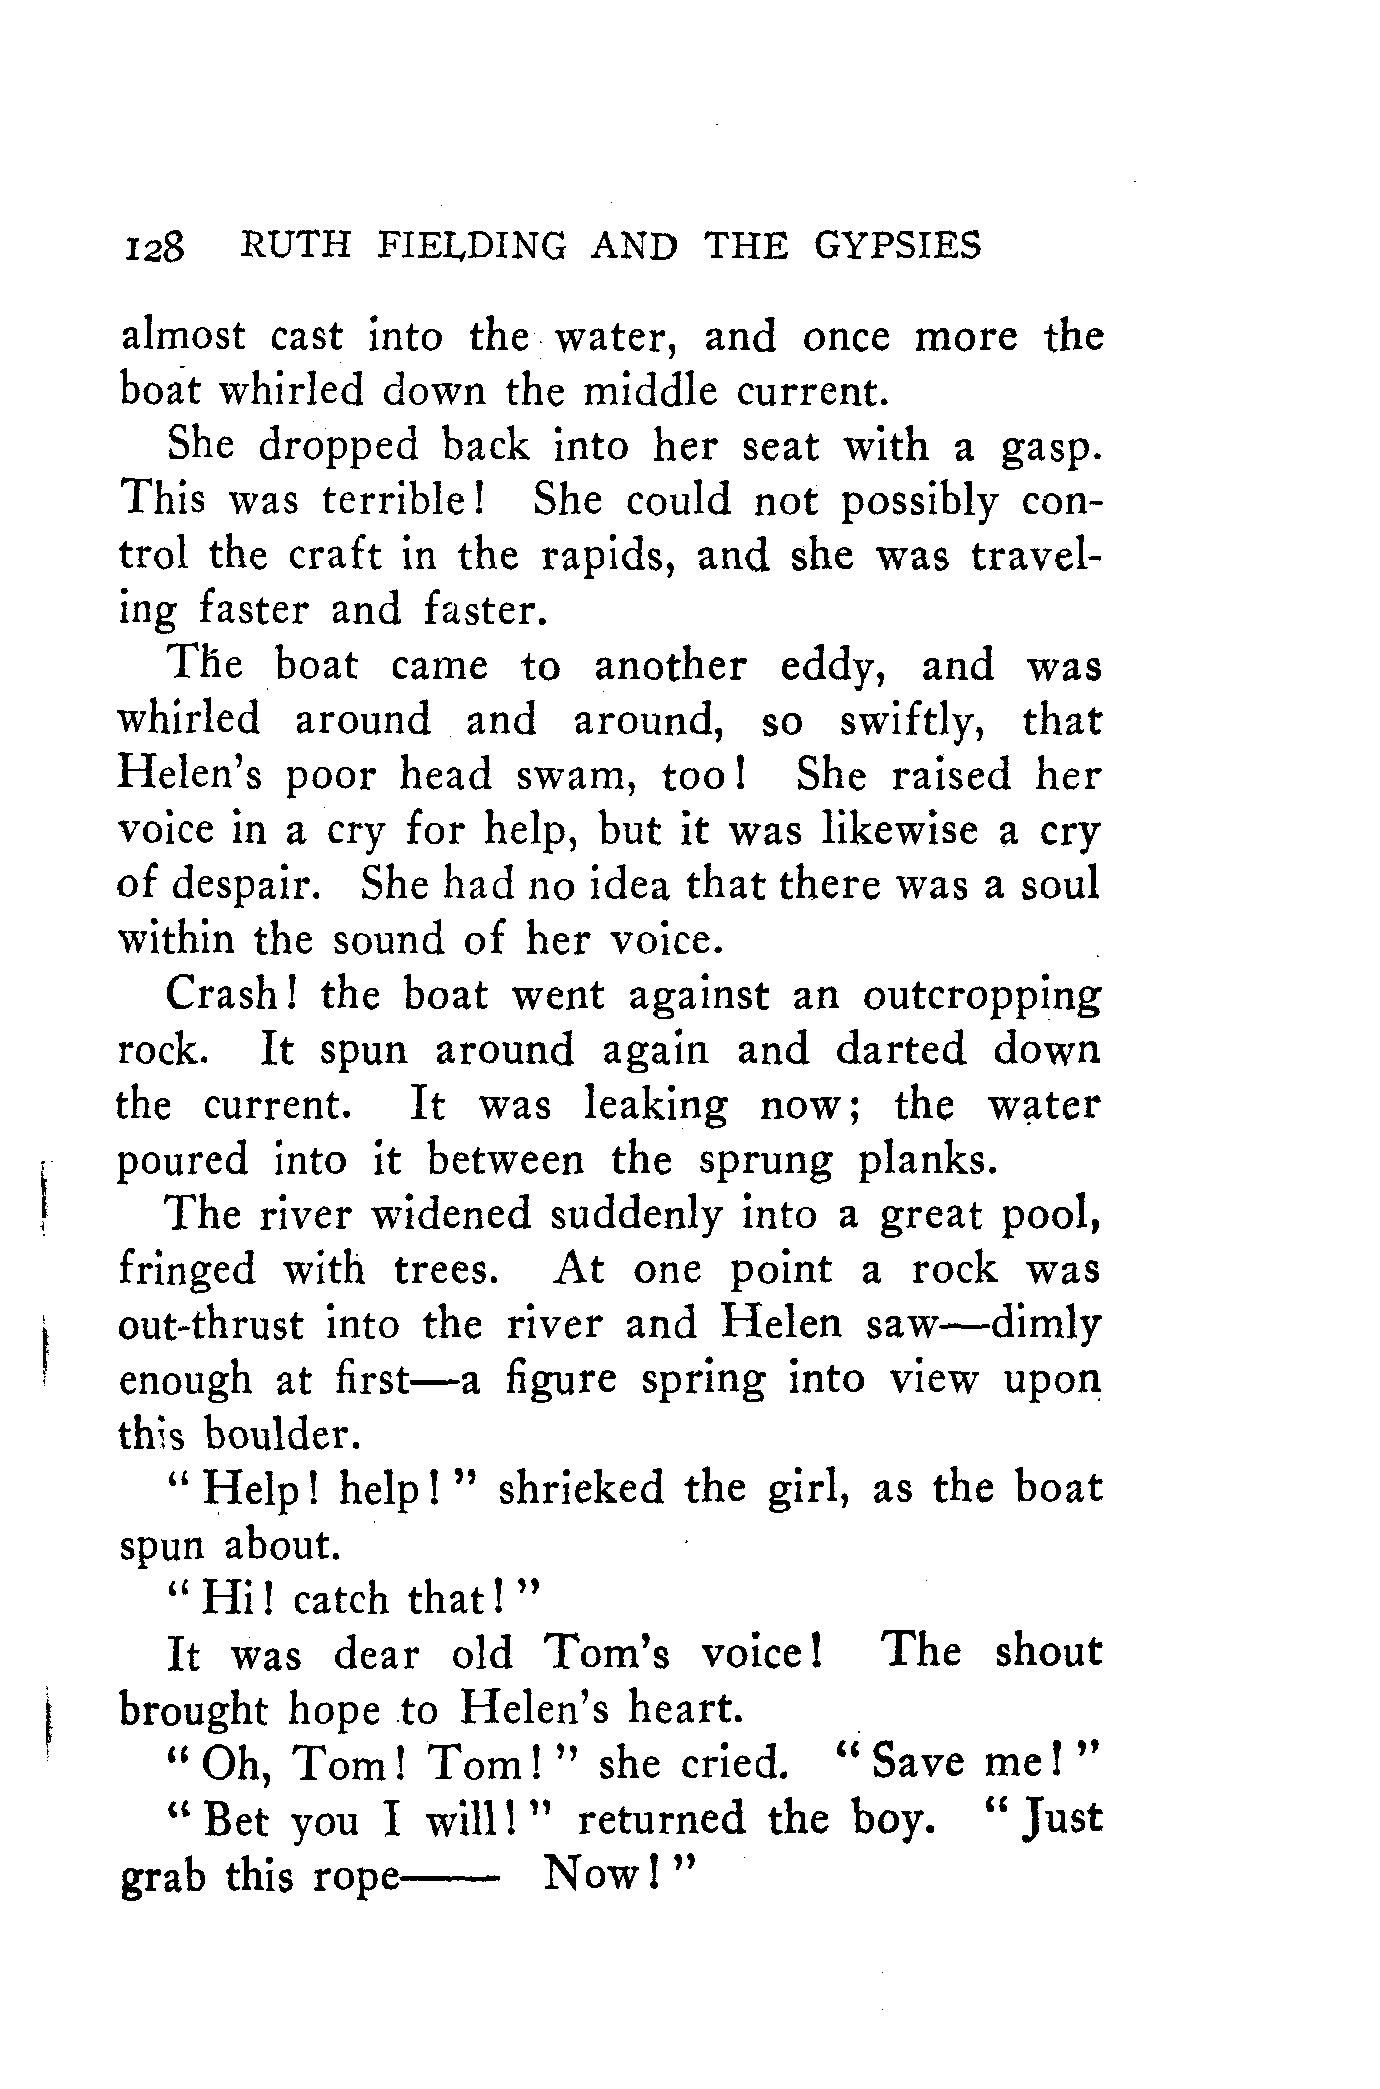 128 RUTH FIELDING AND THE GYPSIES
almost cast into the water, and once more the
boat whirled down the middle current.
She dropped back into her seat with a gasp.
This was terrible! She could not possibly con-
trol the craft in the rapids, and she was travel-
ing faster and faster.
The boat came to another eddy, and was
whirled around and around, so swiftly, that
Helen's poor head swam, too! She raised her
voice in a cry for help, but it was likewise a cry
of despair. She had no idea that there was a soul
within the sound of her voice.
Crash! the boat went against an outcropping
rock. It spun around again and darted down
the current. It was leaking now; the water
poured into it between the sprung planks.
The river widened suddenly into a great pool,
fringed with trees. At one point a rock was
out-thrust into the river and Helen saw—dimly
enough at first—a figure spring into view upon
this boulder.
"Help! help!" shrieked the girl, as the boat
spun about.
"Hi! catch that!"
It was dear old Tom's voice! The shout
brought hope to Helen's heart.
"Oh, Tom! Tom!" she cried. "Save me!"
"Bet you I will!" returned the boy. "Just
grab this rope—— Now!"